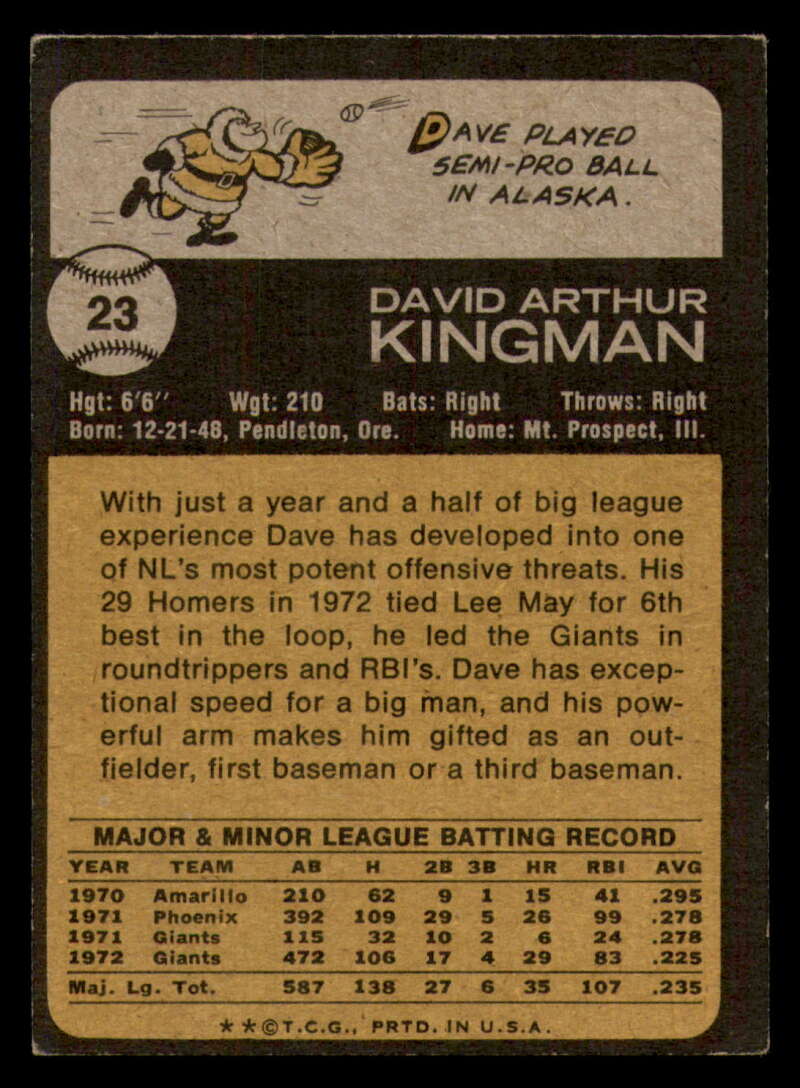 DAVE PLAYED
SEMI-PRO BALL
IN ALASKA.
23
DAVID ARTHUR
KINGMAN
Hgt: 6'6" Wgt: 210 Bats: Right Throws: Right
Born: 12-21-48, Pendleton, Ore. Home: Mt. Prospect, Ill.
With just a year and a half of big league
experience Dave has developed into one
of NL's most potent offensive threats. His
29 Homers in 1972 tied Lee May for 6th
best in the loop, he led the Giants in
roundtrippers and RBI's. Dave has excep-
tional speed for a big man, and his pow-
erful arm makes him gifted as an out-
fielder, first baseman or a third baseman.
MAJOR & MINOR LEAGUE BATTING RECORD
YEAR TEAM AB H 2B 3B HR RBI AVG
1970 Amarillo 210 62 9 1 15 41 .295
1971 Phoenix 392 109 29 5 26 99 .278
1971 Giants 115 32 10 2 6 24 .278
1972 Giants 472 106 17 4 29 83 .225
Maj. Lg. Tot. 587 138 27 6 35 107 .235
★★©T.C.G., PRTD. IN U.S.A.